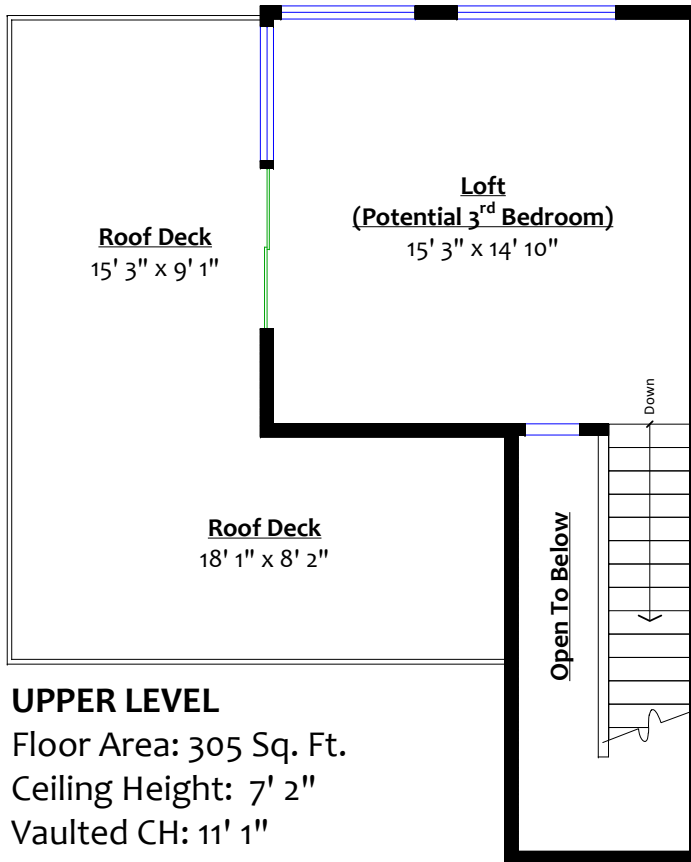 Roof Deck
15' 3" x 9' 1"
Loft
(Potential 3rd Bedroom)
15' 3" x 14' 10"
Down
Roof Deck
18' 1" x 8' 2"
Open To Below
UPPER LEVEL
Floor Area: 305 Sq. Ft.
Ceiling Height: 7' 2"
Vaulted CH: 11' 1"